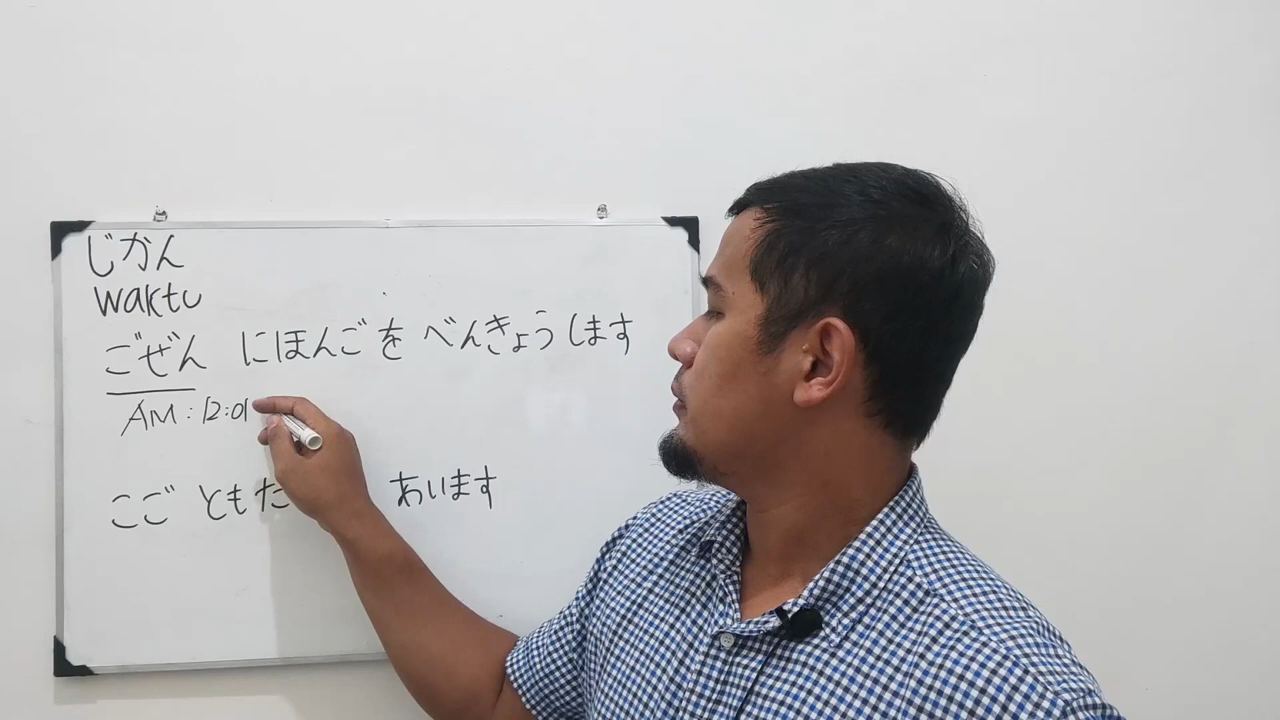 じかん
waktu
ごぜん にほんごを べんきょうします
AM : 12:01
こご ともだ あいます